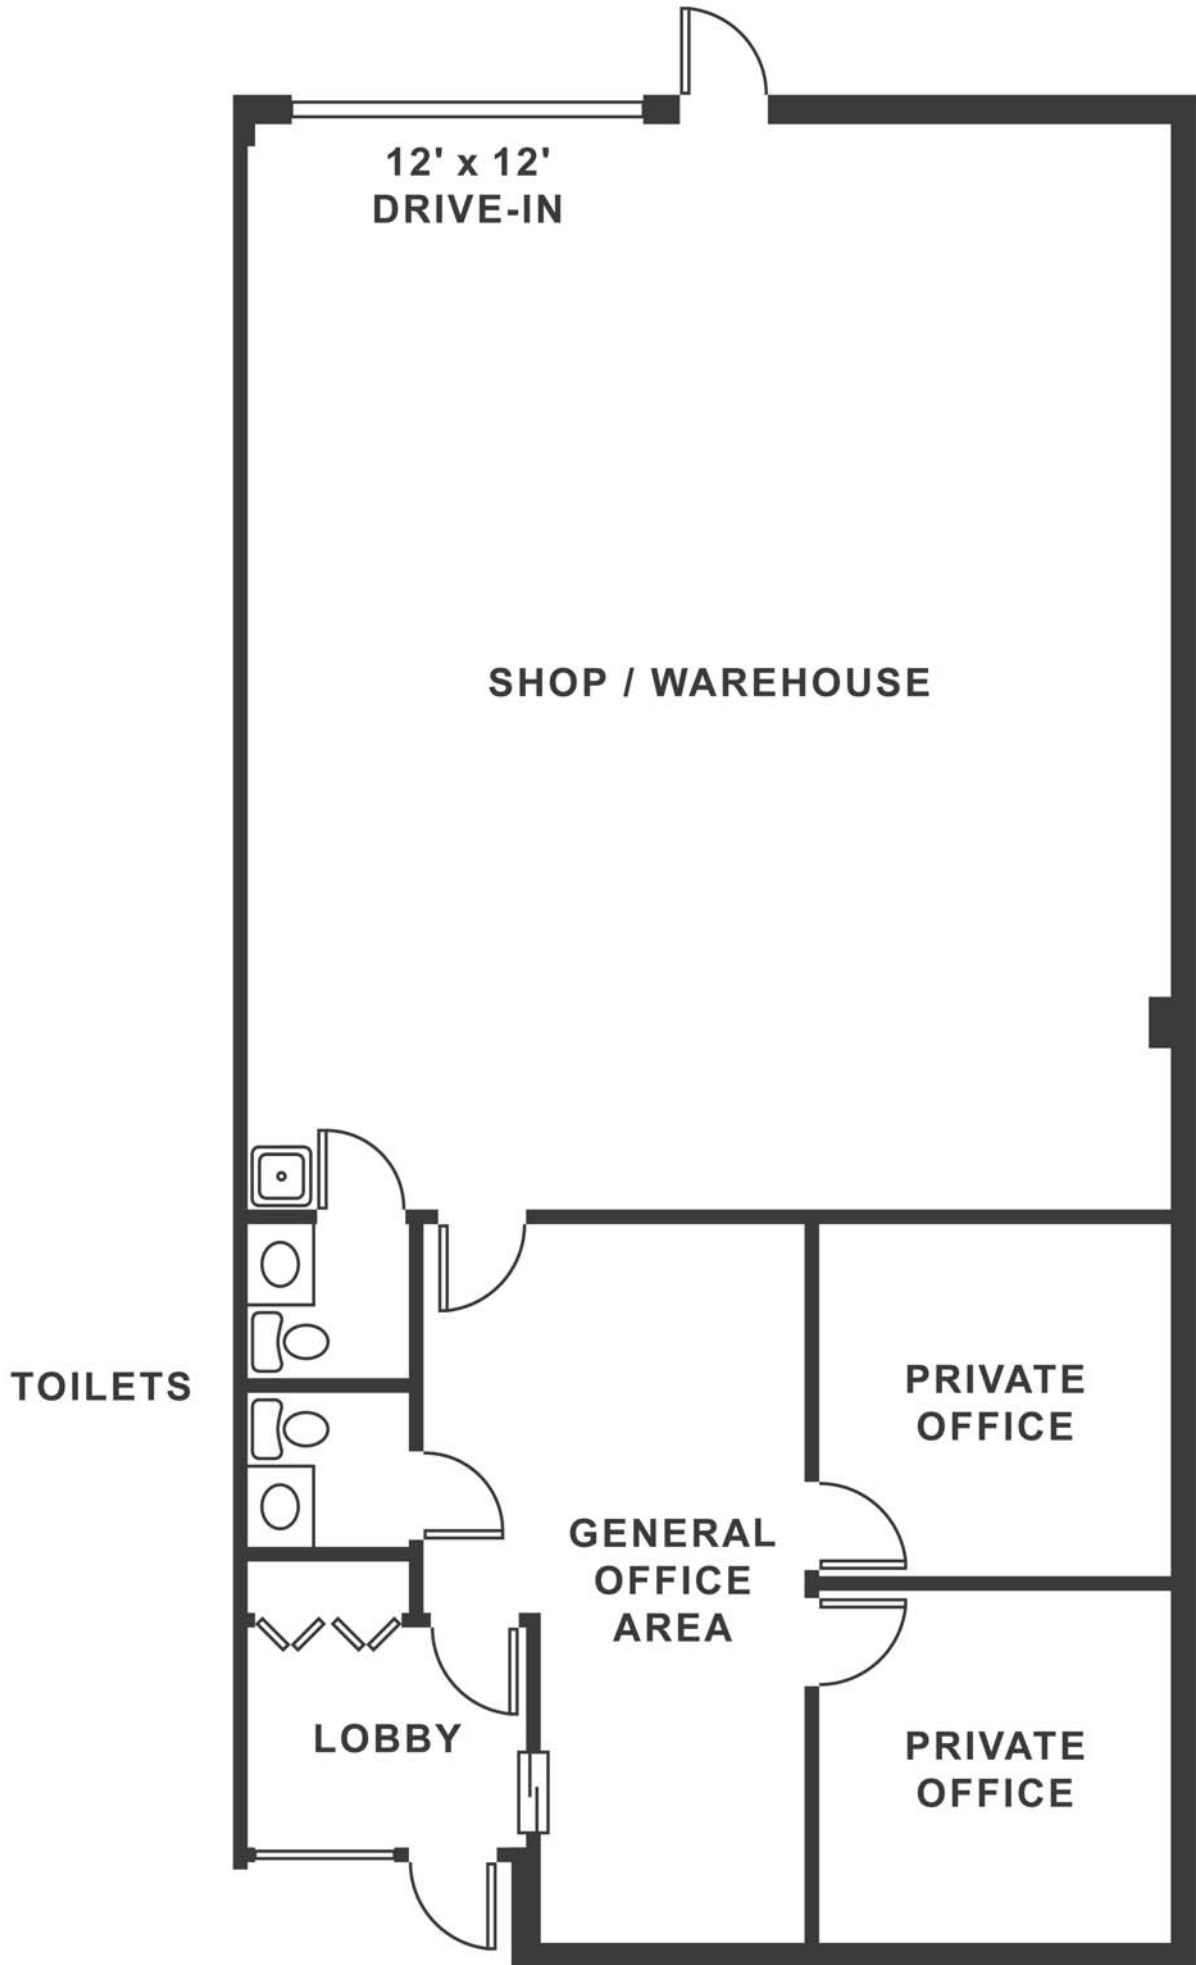 12' x 12'
DRIVE-IN
SHOP / WAREHOUSE
TOILETS
PRIVATE
OFFICE
GENERAL
OFFICE
AREA
LOBBY
PRIVATE
OFFICE